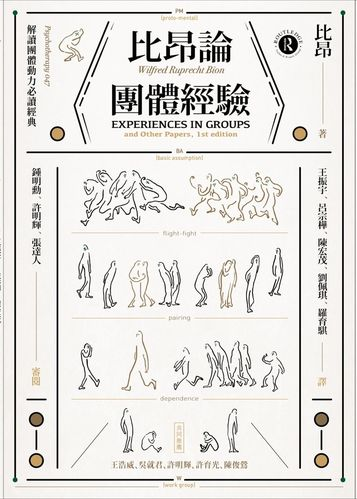 PM
[proto-mental]
Psychotherapy 047
解讀團體動力必讀經典
比昂論
Wilfred Ruprecht Bion
團體經驗
EXPERIENCES IN GROUPS
and Other Papers, 1st edition
ROUTLEDGE
R
比昂
著
BA
[basic assumption]
flight-fight
pairing
dependence
鍾明勳、許明輝、張達人
審閱
王振宇、呂宗樺、陳宏茂、劉佩琪、羅育騏
譯
共同推薦
王浩威、吳就君、許明輝、許育光、陳俊鶯
W
[work group]